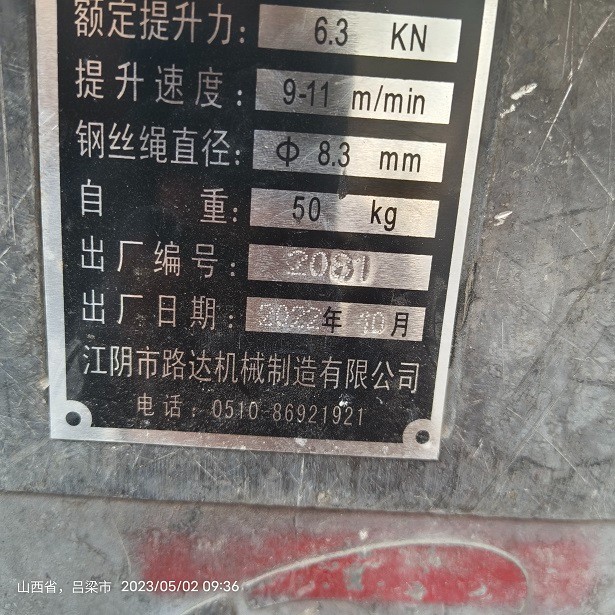 额定提升力: 6.3 KN
提升速度: 9-11 m/min
钢丝绳直径: Φ 8.3 mm
自 重: 50 kg
出厂编号: 2081
出厂日期: 2022年 10月
江阴市路达机械制造有限公司
电话: 0510-86921921
山西省，吕梁市 2023/05/02 09:36